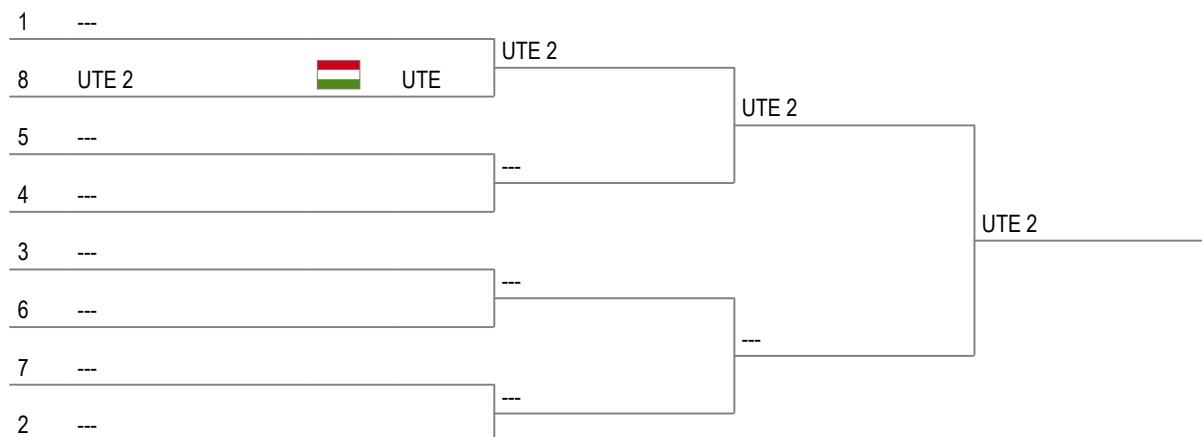 1 ---
UTE 2
8 UTE 2 UTE
UTE 2
5 ---
---
4 ---
UTE 2
3 ---
---
6 ---
---
7 ---
---
2 ---